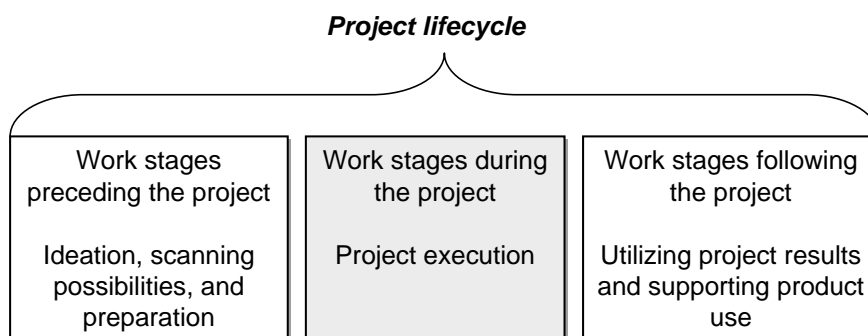 Project lifecycle
Work stages
preceding the project
Ideation, scanning
possibilities, and
preparation
Work stages during
the project
Project execution
Work stages following
the project
Utilizing project results
and supporting product
use